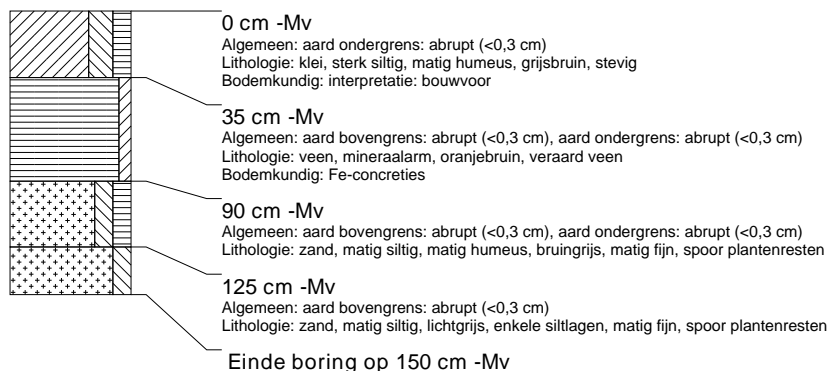 0 cm -Mv
Algemeen: aard ondergrens: abrupt (<0,3 cm)
Lithologie: klei, sterk siltig, matig humeus, grijsbruin, stevig
Bodemkundig: interpretatie: bouwvoor
35 cm -Mv
Algemeen: aard bovengrens: abrupt (<0,3 cm), aard ondergrens: abrupt (<0,3 cm)
Lithologie: veen, mineraalarm, oranjebruin, veraard veen
Bodemkundig: Fe-concreties
90 cm -Mv
Algemeen: aard bovengrens: abrupt (<0,3 cm), aard ondergrens: abrupt (<0,3 cm)
Lithologie: zand, matig siltig, matig humeus, bruingrijs, matig fijn, spoor plantenresten
125 cm -Mv
Algemeen: aard bovengrens: abrupt (<0,3 cm)
Lithologie: zand, matig siltig, lichtgrijs, enkele siltlagen, matig fijn, spoor plantenresten
Einde boring op 150 cm -Mv